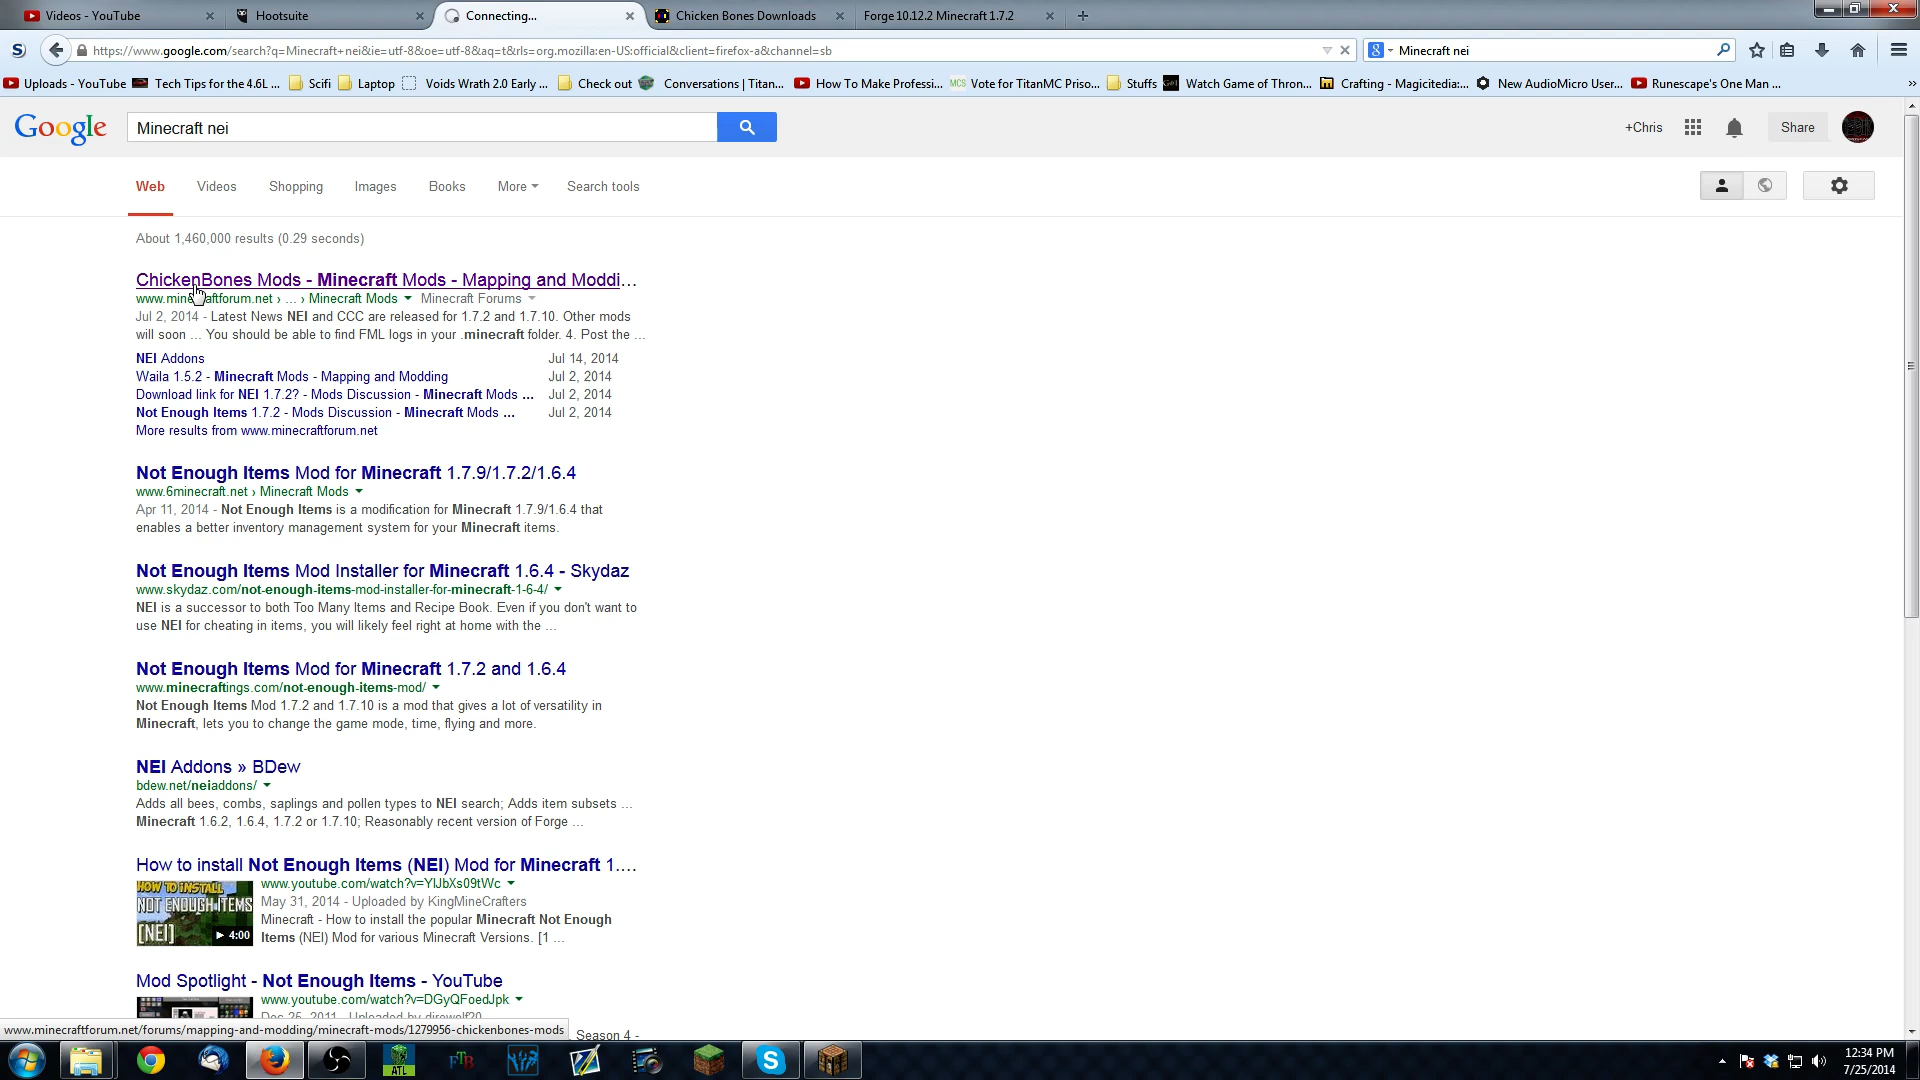 Videos - YouTube
Hootsuite
Connecting...
Chicken Bones Downloads
Forge 10.12.2 Minecraft 1.7.2
https://www.google.com/search?q=Minecraft+nei&ie=utf-8&oe=utf-8&aq=t&rls=org.mozilla:en-US:official&client=firefox-a&channel=sb
Minecraft nei
Uploads - YouTube
Tech Tips for the 4.6L ...
Scifi
Laptop
Voids Wrath 2.0 Early ...
Check out
Conversations | Titan...
How To Make Professi...
MCS Vote for TitanMC Priso...
Stuffs
Watch Game of Thron...
Crafting - Magicitedia:...
New AudioMicro User...
Runescape's One Man ...
Google
Minecraft nei
+Chris
Share
Web
Videos
Shopping
Images
Books
More
Search tools
About 1,460,000 results (0.29 seconds)
ChickenBones Mods - Minecraft Mods - Mapping and Moddi...
www.minecraftforum.net › ... › Minecraft Mods Minecraft Forums
Jul 2, 2014 - Latest News NEI and CCC are released for 1.7.2 and 1.7.10. Other mods
will soon ... You should be able to find FML logs in your .minecraft folder. 4. Post the ...
NEI Addons Jul 14, 2014
Waila 1.5.2 - Minecraft Mods - Mapping and Modding Jul 2, 2014
Download link for NEI 1.7.2? - Mods Discussion - Minecraft Mods ... Jul 2, 2014
Not Enough Items 1.7.2 - Mods Discussion - Minecraft Mods ... Jul 2, 2014
More results from www.minecraftforum.net
Not Enough Items Mod for Minecraft 1.7.9/1.7.2/1.6.4
www.6minecraft.net › Minecraft Mods
Apr 11, 2014 - Not Enough Items is a modification for Minecraft 1.7.9/1.6.4 that
enables a better inventory management system for your Minecraft items.
Not Enough Items Mod Installer for Minecraft 1.6.4 - Skydaz
www.skydaz.com/not-enough-items-mod-installer-for-minecraft-1-6-4/
NEI is a successor to both Too Many Items and Recipe Book. Even if you don't want to
use NEI for cheating in items, you will likely feel right at home with the ...
Not Enough Items Mod for Minecraft 1.7.2 and 1.6.4
www.minecraftings.com/not-enough-items-mod/
Not Enough Items Mod 1.7.2 and 1.7.10 is a mod that gives a lot of versatility in
Minecraft, lets you to change the game mode, time, flying and more.
NEI Addons » BDew
bdew.net/neiaddons/
Adds all bees, combs, saplings and pollen types to NEI search; Adds item subsets ...
Minecraft 1.6.2, 1.6.4, 1.7.2 or 1.7.10; Reasonably recent version of Forge ...
How to install Not Enough Items (NEI) Mod for Minecraft 1....
HOW TO INSTALL
NOT ENOUGH ITEMS
[NEI]
4:00
www.youtube.com/watch?v=YlJbXs09tWc
May 31, 2014 - Uploaded by KingMineCrafters
Minecraft - How to install the popular Minecraft Not Enough
Items (NEI) Mod for various Minecraft Versions. [1 ...
Mod Spotlight - Not Enough Items - YouTube
www.youtube.com/watch?v=DGyQFoedJpk
Dec 25, 2011 - Uploaded by direwolf20
Season 4 -
www.minecraftforum.net/forums/mapping-and-modding/minecraft-mods/1279956-chickenbones-mods
ATL
FTB
12:34 PM
7/25/2014